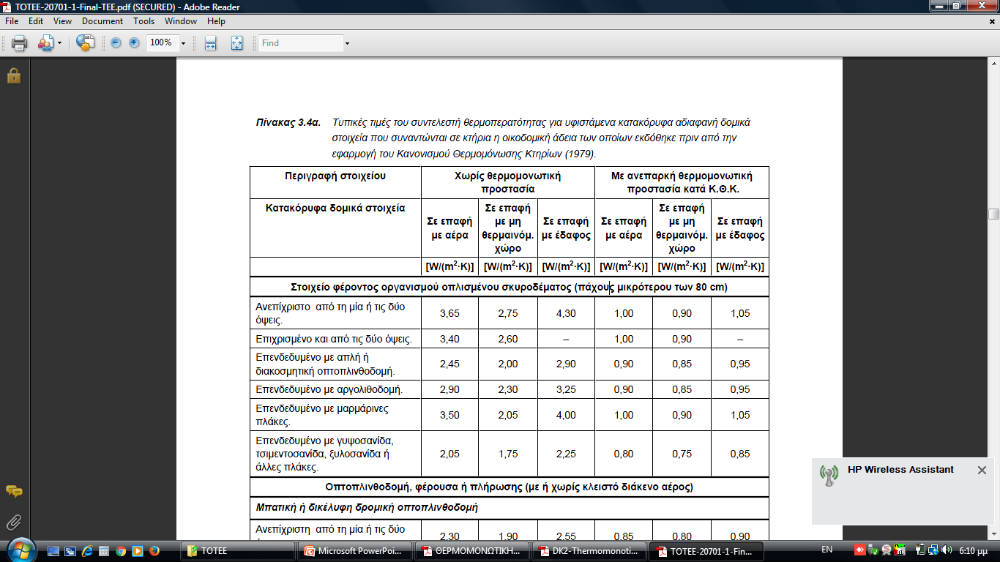 TOTEE-20701-1-Final-TEE.pdf (SECURED) - Adobe Reader
File Edit View Document Tools Window Help
100% Find
Πίνακας 3.4α. Τυπικές τιμές του συντελεστή θερμοπερατότητας για υφιστάμενα κατακόρυφα αδιαφανή δομικά
στοιχεία που συναντώνται σε κτήρια η οικοδομική άδεια των οποίων εκδόθηκε πριν από την
εφαρμογή του Κανονισμού Θερμομόνωσης Κτηρίων (1979).
Περιγραφή στοιχείου Χωρίς θερμομονωτική Με ανεπαρκή θερμομονωτική
προστασία προστασία κατά Κ.Θ.Κ.
Κατακόρυφα δομικά στοιχεία Σε επαφή Σε επαφή
με μη με μη
Σε επαφή θερμαινόμ. Σε επαφή Σε επαφή θερμαινόμ. Σε επαφή
με αέρα χώρο με έδαφος με αέρα χώρο με έδαφος
[W/(m²·K)] [W/(m²·K)] [W/(m²·K)] [W/(m²·K)] [W/(m²·K)] [W/(m²·K)]
Στοιχείο φέροντος οργανισμού οπλισμένου σκυροδέματος (πάχους μικρότερου των 80 cm)
Ανεπίχριστο από τη μία ή τις δύο
όψεις. 3,65 2,75 4,30 1,00 0,90 1,05
Επιχρισμένο και από τις δύο όψεις. 3,40 2,60 – 1,00 0,90 –
Επενδεδυμένο με απλή ή
διακοσμητική οπτοπλινθοδομή. 2,45 2,00 2,90 0,90 0,85 0,95
Επενδεδυμένο με αργολιθοδομή. 2,90 2,30 3,25 0,90 0,85 0,95
Επενδεδυμένο με μαρμάρινες
πλάκες. 3,50 2,05 4,00 1,00 0,90 1,05
Επενδεδυμένο με γυψοσανίδα,
τσιμεντοσανίδα, ξυλοσανίδα ή 2,05 1,75 2,25 0,80 0,75 0,85
άλλες πλάκες.
HP Wireless Assistant
Οπτοπλινθοδομή, φέρουσα ή πλήρωσης (με ή χωρίς κλειστό διάκενο αέρος)
Μπατική ή δικέλυφη δρομική οπτοπλινθοδομή
Ανεπίχριστη από τη μία ή τις δύο
2,30 1,90 2,55 0,85 0,80 0,90
TOTEE Microsoft PowerPoi... ΘΕΡΜΟΜΟΝΩΤΙΚΗ... DK2-Thermomonoti... TOTEE-20701-1-Fin... EN 6:10 μμ